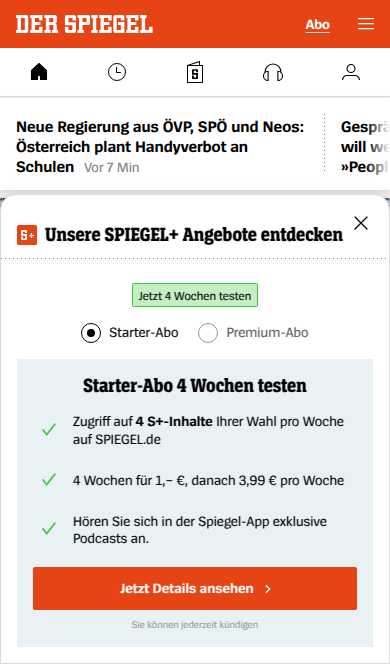 DER SPIEGEL
Abo
Neue Regierung aus ÖVP, SPÖ und Neos:
Österreich plant Handyverbot an
Schulen Vor 7 Min
will we
»Peopl
S+ Unsere SPIEGEL+ Angebote entdecken
Jetzt 4 Wochen testen
Starter-Abo
Premium-Abo
Starter-Abo 4 Wochen testen
Zugriff auf 4 S+-Inhalte Ihrer Wahl pro Woche
auf SPIEGEL.de
4 Wochen für 1,– €, danach 3,99 € pro Woche
Hören Sie sich in der Spiegel-App exklusive
Podcasts an.
Jetzt Details ansehen
Sie können jederzeit kündigen